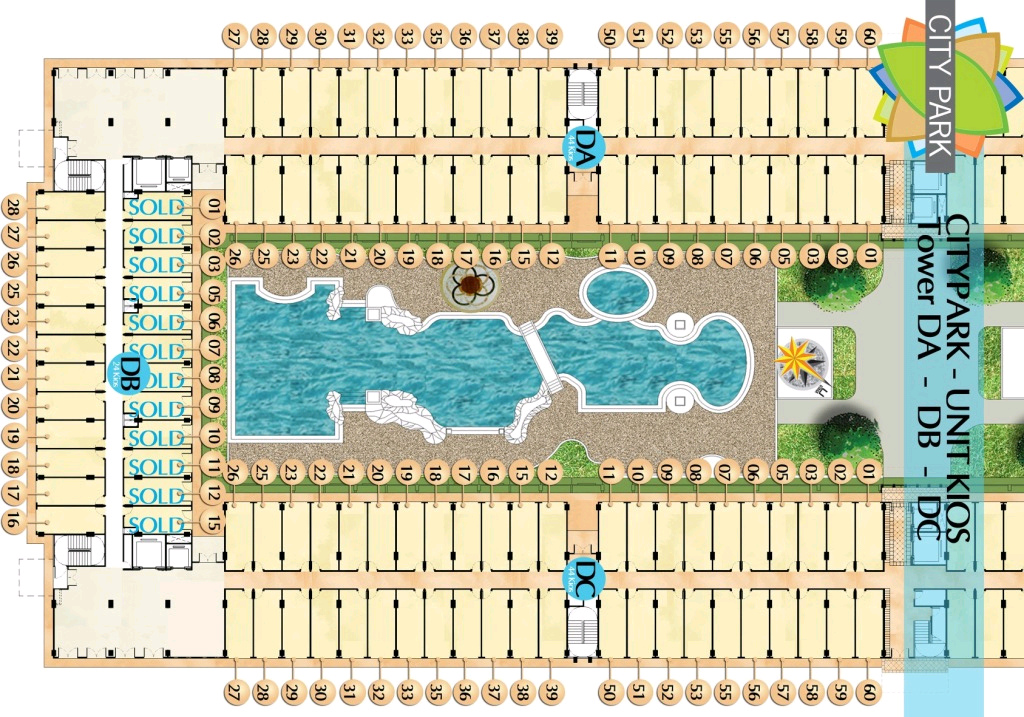 CITY PARK
CITYPARK - UNIT KIOS
Tower DA - DB - DC
27 28 29 30 31 32 33 35 36 37 38 39 50 51 52 53 55 56 57 58 59 60
DA
44 Kios
26 25 23 22 21 20 19 18 17 16 15 12 11 10 09 08 07 06 05 03 02 01
28 SOLD 01
27 SOLD 02
26 SOLD 03
25 SOLD 05
23 SOLD 06
22 SOLD 07
DB
24 Kios
21 SOLD 08
20 SOLD 09
19 SOLD 10
18 SOLD 11
17 SOLD 12
16 SOLD 15
26 25 23 22 21 20 19 18 17 16 15 12 11 10 09 08 07 06 05 03 02 01
DC
44 Kios
27 28 29 30 31 32 33 35 36 37 38 39 50 51 52 53 55 56 57 58 59 60